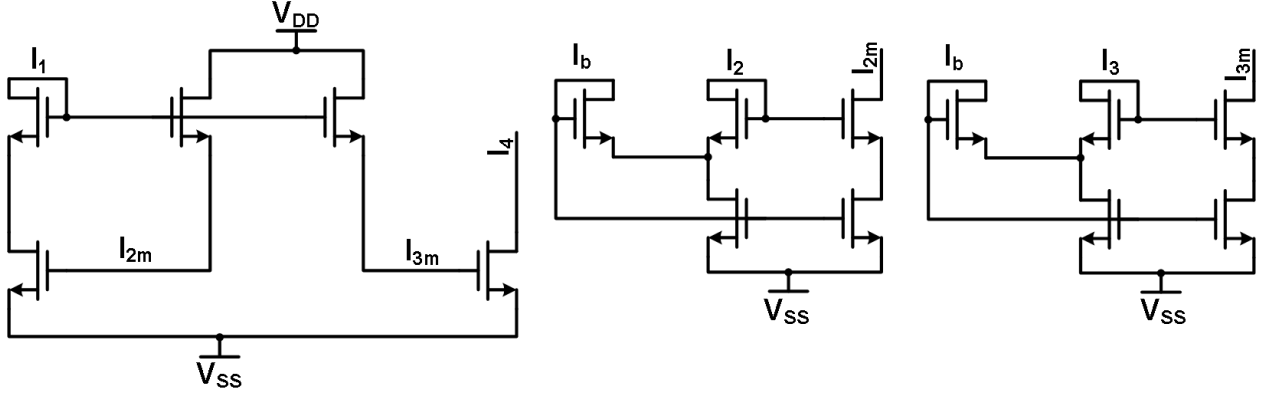 V_DD
I_1
I_4
I_2m
I_3m
V_SS
I_b
I_2
I_2m
V_SS
I_b
I_3
I_3m
V_SS